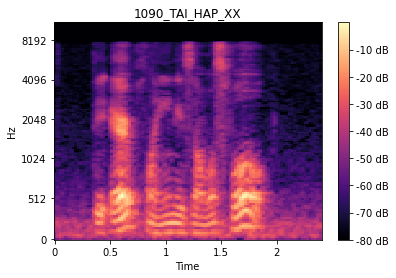 1090_TAI_HAP_XX
8192
4096
2048
1024
512
0
Hz
0
0.5
1
1.5
2
Time
-10 dB
-20 dB
-30 dB
-40 dB
-50 dB
-60 dB
-70 dB
-80 dB